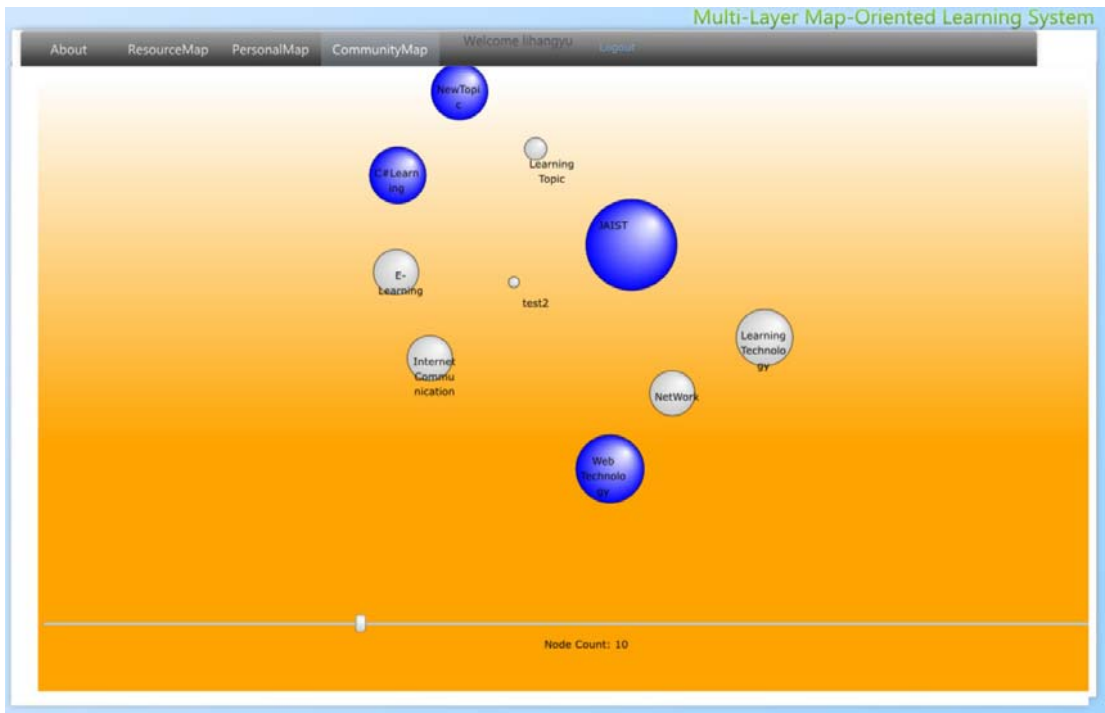 Multi-Layer Map-Oriented Learning System
About ResourceMap PersonalMap CommunityMap Welcome lihangyu Logout
NewTopi
c
Learning
Topic
C#Learn
ing
JAIST
E-
Learning
test2
Learning
Technolo
gy
Internet
Commu
nication
NetWork
Web
Technolo
gy
Node Count: 10